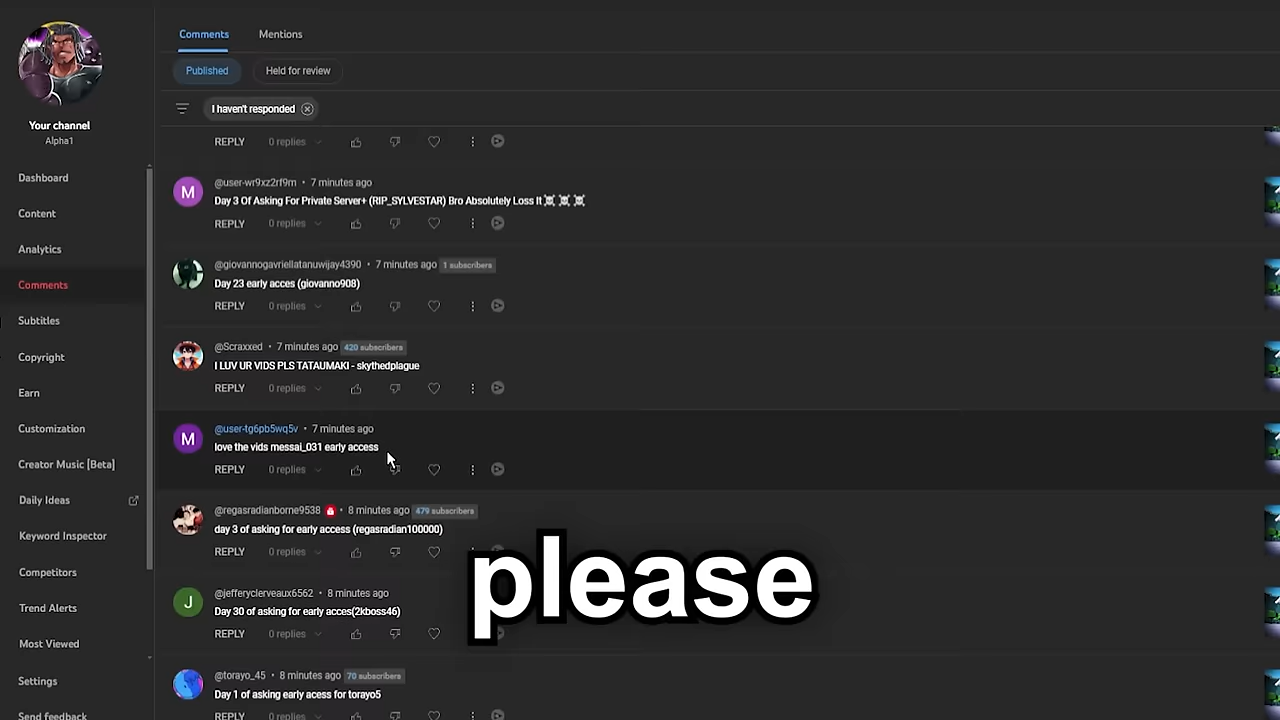 Your channel
Alpha1
Dashboard
Content
Analytics
Comments
Subtitles
Copyright
Earn
Customization
Creator Music [Beta]
Daily Ideas
Keyword Inspector
Competitors
Trend Alerts
Most Viewed
Settings
Send feedback
Comments Mentions
Published Held for review
I haven't responded
REPLY 0 replies
M
@user-wr9xz2rf9m • 7 minutes ago
Day 3 Of Asking For Private Server+ (RIP_SYLVESTAR) Bro Absolutely Loss It☠️ ☠️ ☠️
REPLY 0 replies
@giovannogavriellatanuwijay4390 • 7 minutes ago 1 subscribers
Day 23 early acces (giovanno908)
REPLY 0 replies
@Scraxxed • 7 minutes ago 420 subscribers
I LUV UR VIDS PLS TATAUMAKI - skythedplague
REPLY 0 replies
M
@user-tg6pb5wq5v • 7 minutes ago
love the vids messai_031 early access
REPLY 0 replies
@regasradianborne9538 • 8 minutes ago 479 subscribers
day 3 of asking for early access (regasradian100000)
REPLY 0 replies
please
J
@jefferyclerveaux6562 • 8 minutes ago
Day 30 of asking for early acces(2kboss46)
REPLY 0 replies
@torayo_45 • 8 minutes ago 70 subscribers
Day 1 of asking early acess for torayo5
REPLY 0 replies